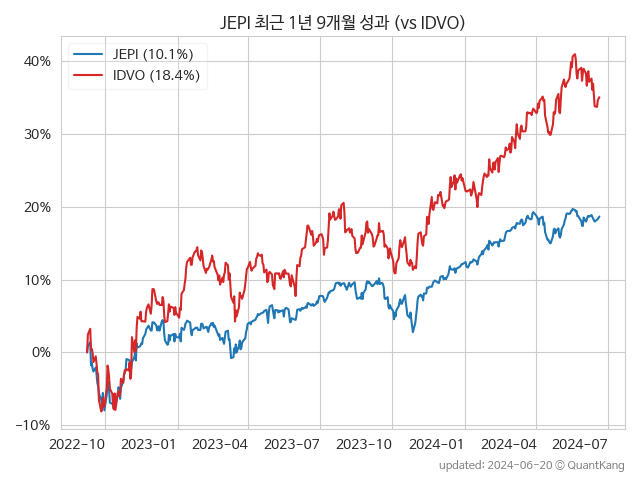 JEPI 최근 1년 9개월 성과 (vs IDVO)
JEPI (10.1%)
IDVO (18.4%)
40%
30%
20%
10%
0%
−10%
2022−10 2023−01 2023−04 2023−07 2023−10 2024−01 2024−04 2024−07
updated: 2024-06-20 ⓒ QuantKang